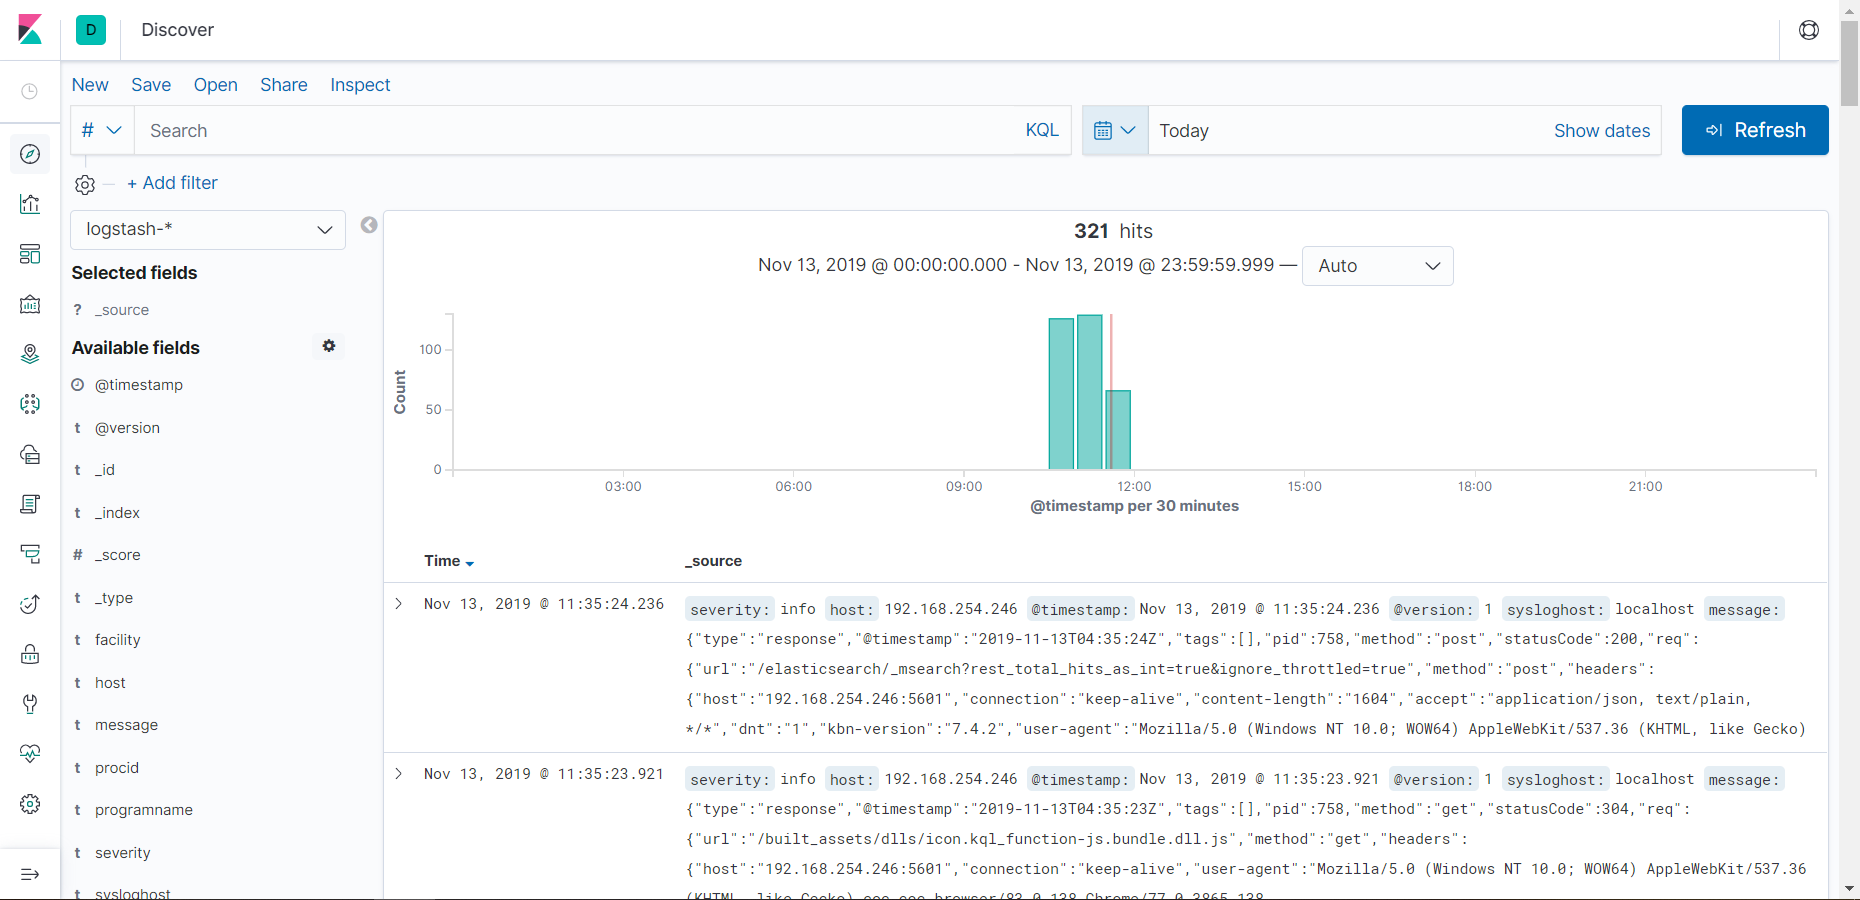 D Discover
New Save Open Share Inspect
# Search KQL Today Show dates Refresh
+ Add filter
logstash-*
321 hits
Nov 13, 2019 @ 00:00:00.000 - Nov 13, 2019 @ 23:59:59.999 — Auto
Selected fields
? _source
Available fields
@timestamp
t @version
t _id
t _index
# _score
t _type
t facility
t host
t message
t procid
t programname
t severity
t sysloghost
Count
100
50
0
03:00 06:00 09:00 12:00 15:00 18:00 21:00
@timestamp per 30 minutes
Time _source
Nov 13, 2019 @ 11:35:24.236 severity: info host: 192.168.254.246 @timestamp: Nov 13, 2019 @ 11:35:24.236 @version: 1 sysloghost: localhost message:
{"type":"response","@timestamp":"2019-11-13T04:35:24Z","tags":[],"pid":758,"method":"post","statusCode":200,"req":
{"url":"/elasticsearch/_msearch?rest_total_hits_as_int=true&ignore_throttled=true","method":"post","headers":
{"host":"192.168.254.246:5601","connection":"keep-alive","content-length":"1604","accept":"application/json, text/plain,
*/*","dnt":"1","kbn-version":"7.4.2","user-agent":"Mozilla/5.0 (Windows NT 10.0; WOW64) AppleWebKit/537.36 (KHTML, like Gecko)
Nov 13, 2019 @ 11:35:23.921 severity: info host: 192.168.254.246 @timestamp: Nov 13, 2019 @ 11:35:23.921 @version: 1 sysloghost: localhost message:
{"type":"response","@timestamp":"2019-11-13T04:35:23Z","tags":[],"pid":758,"method":"get","statusCode":304,"req":
{"url":"/built_assets/dlls/icon.kql_function-js.bundle.dll.js","method":"get","headers":
{"host":"192.168.254.246:5601","connection":"keep-alive","user-agent":"Mozilla/5.0 (Windows NT 10.0; WOW64) AppleWebKit/537.36
(KHTML, like Gecko) coc_coc_browser/83.0.138 Chrome/77.0.3865.138